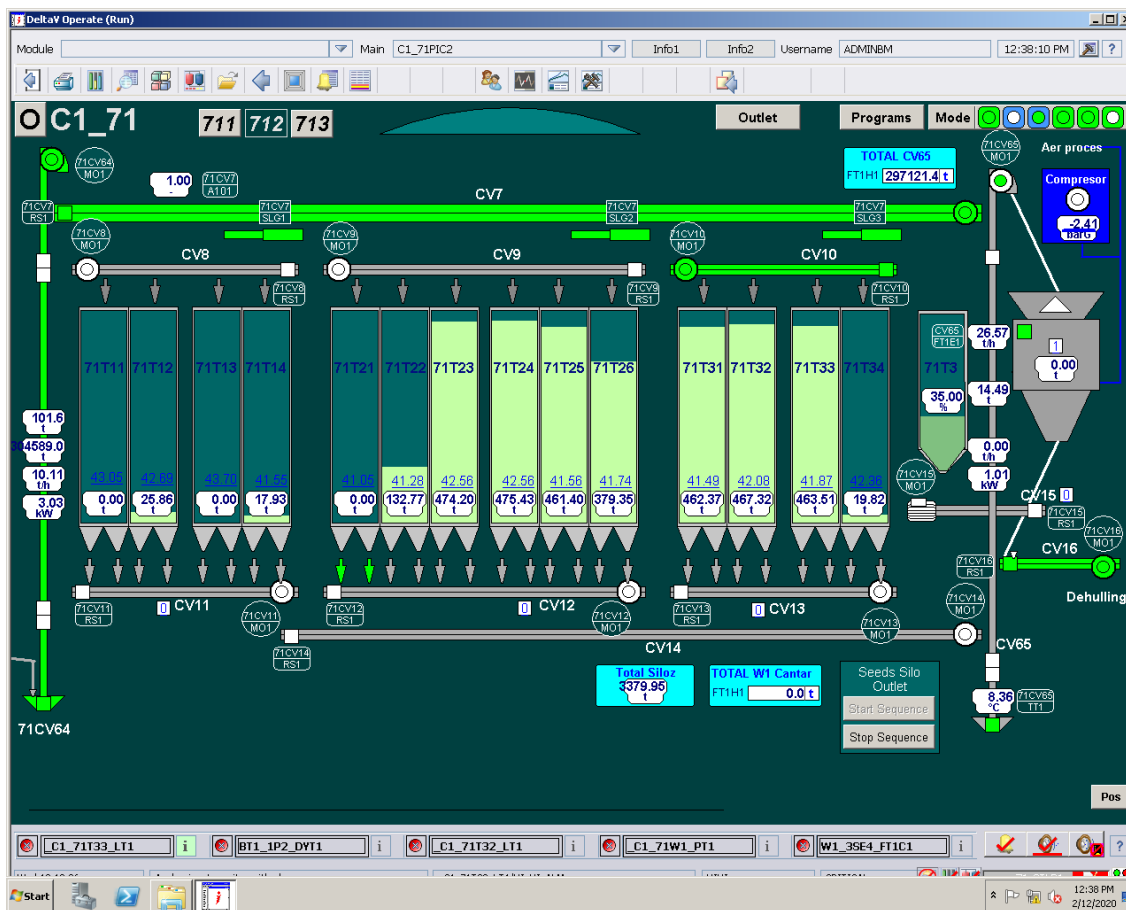 DeltaV Operate (Run)
Module Main C1_71PIC2 Info1 Info2 Username ADMINBM 12:38:10 PM ?
O C1_71 711 712 713 Outlet Programs Mode
71CV64 MO1
1.00
71CV7 A101
CV7
TOTAL CV65
FT1H1 297121.4 t
71CV65 MO1
Aer proces
Compresor
-2.41
BarG
71CV7 RS1
71CV7 SLG1
71CV7 SLG2
71CV7 SLG3
71CV8 MO1
CV8
71CV9 MO1
CV9
71CV10 MO1
CV10
71CV8 RS1
71CV9 RS1
71CV10 RS1
71T11 71T12 71T13 71T14 71T21 71T22 71T23 71T24 71T25 71T26 71T31 71T32 71T33 71T34 71T3
CV65 FT1E1
26.57 t/h
1
0.00 t
14.49 t
35.00 %
101.6 t
t
10.11 t/h
3.03 kW
43.05 42.69 43.70 41.55 41.05 41.28 42.56 42.56 41.56 41.74 41.49 42.08 41.87 42.36
0.00 t 25.86 t 0.00 t 17.93 t 0.00 t 132.77 t 474.20 t 475.43 t 461.40 t 379.35 t 462.37 t 467.32 t 463.51 t 19.82 t
0.00 t/h
1.01 kW
71CV15 MO1
CV15 0
71CV15 RS1
71CV16 MO1
CV16
71CV16 RS1
Dehulling
71CV11 RS1
0 CV11
71CV11 MO1
71CV12 RS1
0 CV12
71CV12 MO1
71CV13 RS1
0 CV13
71CV13 MO1
71CV14 MO1
71CV14 RS1
CV14
CV65
Total Siloz
3379.95
t
TOTAL W1 Cantar
FT1H1 0.0 t
Seeds Silo
Outlet
Start Sequence
Stop Sequence
8.36 °C
71CV65 TT1
71CV64
Pos
_C1_71T33_LT1 i BT1_1P2_DYT1 i _C1_71T32_LT1 i _C1_71W1_PT1 i W1_3SE4_FT1C1 i ?
Start
12:38 PM
2/12/2020